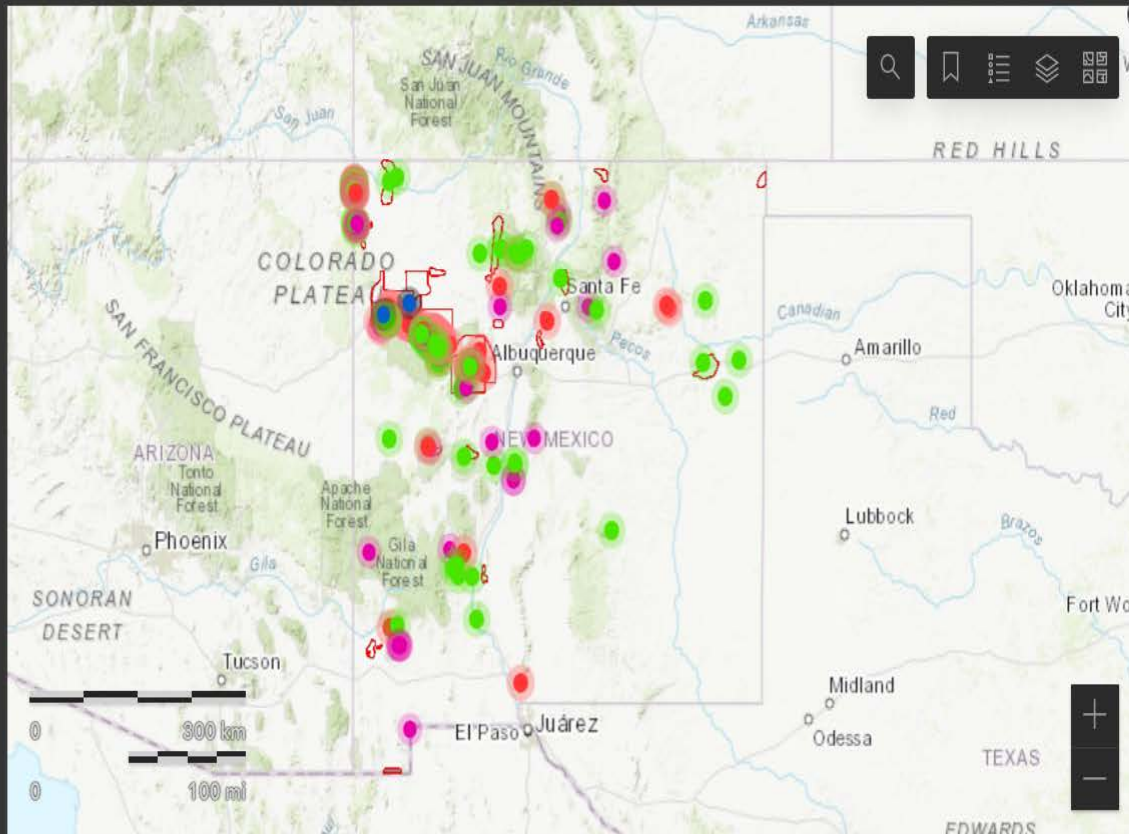 Arkansas
SAN JUAN MOUNTAINS
Rio Grande
San Juan
National
Forest
San Juan
RED HILLS
COLORADO
PLATEA
Santa Fe
Canadian
Oklahoma
City
SAN FRANCISCO PLATEAU
Albuquerque
Pecos
Amarillo
Red
ARIZONA
NEW MEXICO
Tonto
National
Forest
Apache
National
Forest
Lubbock
Brazos
Phoenix
Gila
Gila
National
Forest
SONORAN
DESERT
Fort Wo
Tucson
Midland
0 300 km
El Paso
Juárez
Odessa
TEXAS
0 100 mi
EDWARDS